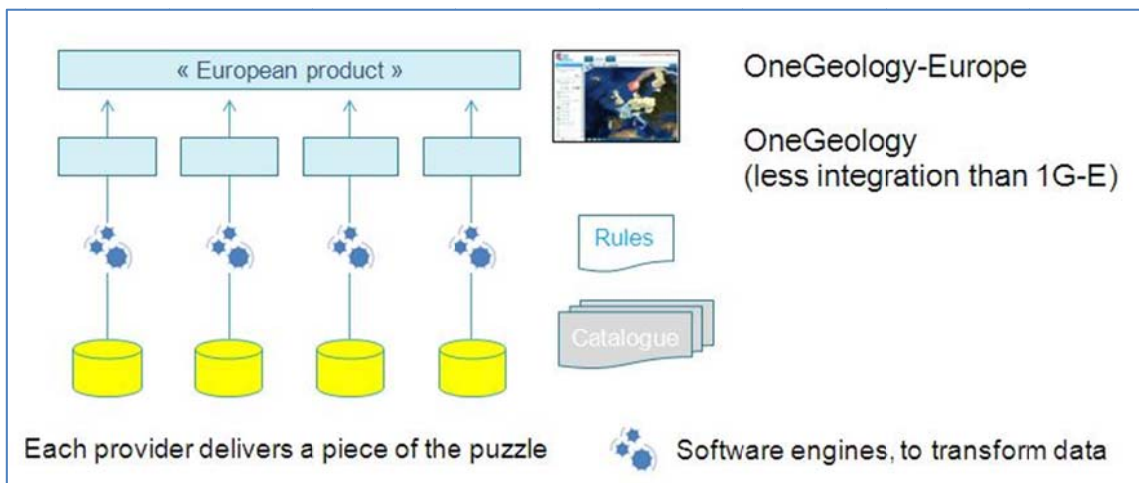 « European product »
OneGeology-Europe
OneGeology
(less integration than 1G-E)
Rules
Catalogue
Each provider delivers a piece of the puzzle
Software engines, to transform data